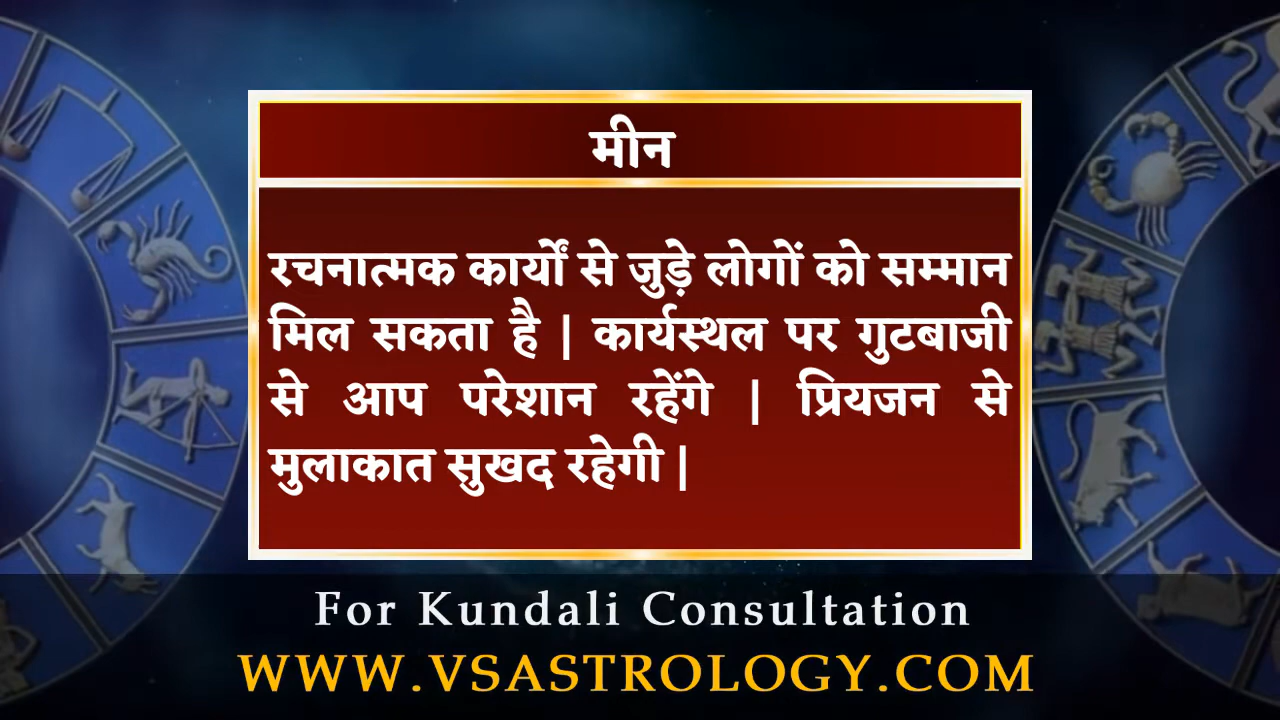 मीन
रचनात्मक कार्यों से जुड़े लोगों को सम्मान
मिल सकता है | कार्यस्थल पर गुटबाजी
से आप परेशान रहेंगे | प्रियजन से
मुलाकात सुखद रहेगी |
For Kundali Consultation
WWW.VSASTROLOGY.COM